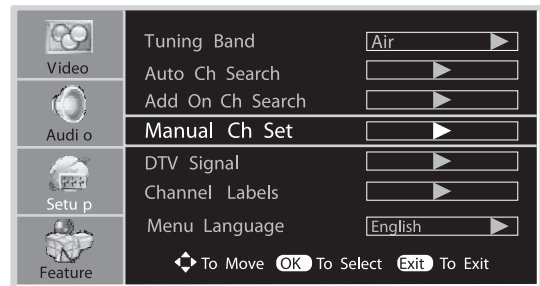 Video
Audi o
Setu p
Feature
Tuning Band Air
Auto Ch Search
Add On Ch Search
Manual Ch Set
DTV Signal
Channel Labels
Menu Language English
To Move OK To Select Exit To Exit